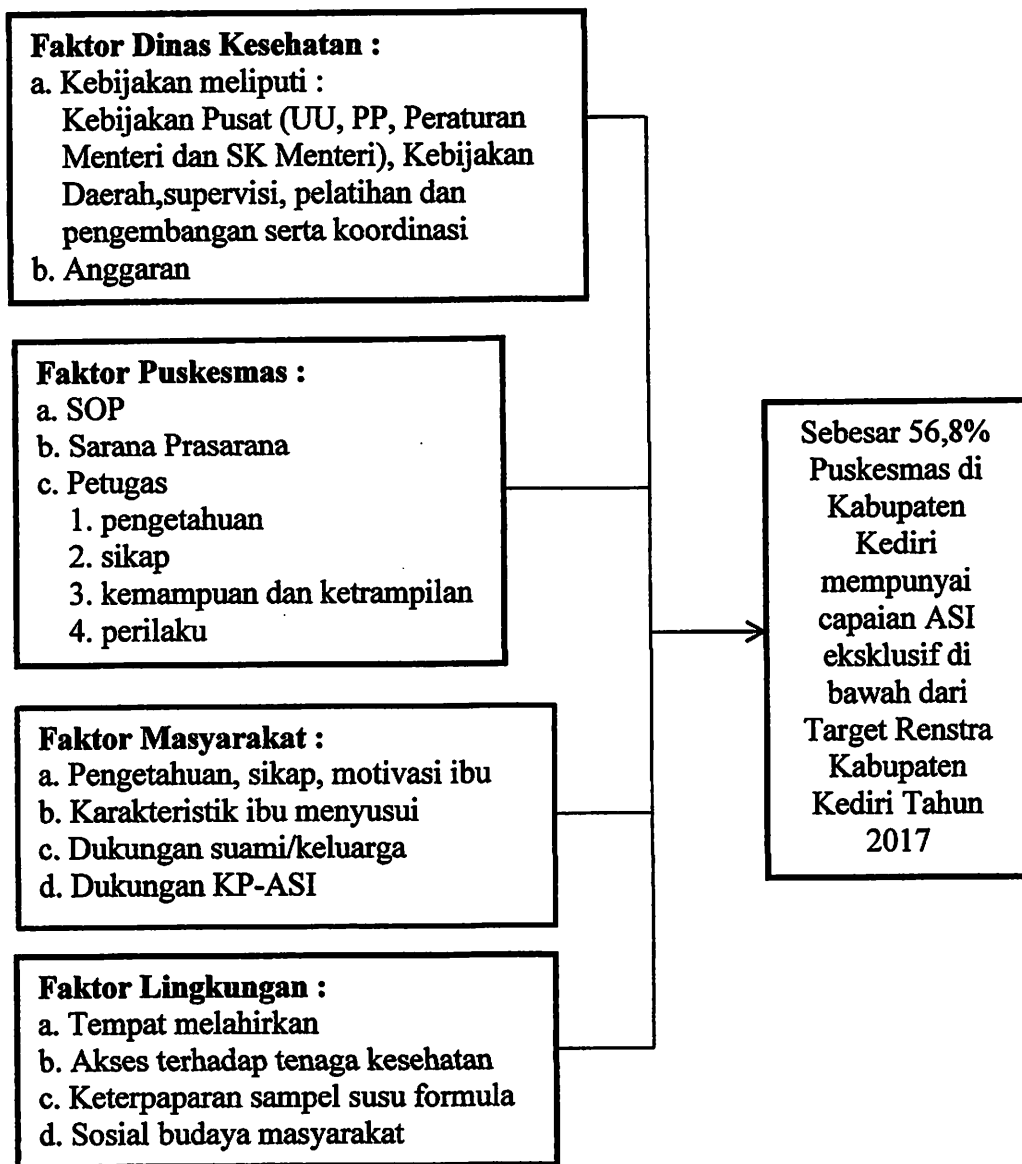 Faktor Dinas Kesehatan :
a. Kebijakan meliputi :
Kebijakan Pusat (UU, PP, Peraturan
Menteri dan SK Menteri), Kebijakan
Daerah,supervisi, pelatihan dan
pengembangan serta koordinasi
b. Anggaran
Faktor Puskesmas :
a. SOP
b. Sarana Prasarana
c. Petugas
1. pengetahuan
2. sikap
3. kemampuan dan ketrampilan
4. perilaku
Faktor Masyarakat :
a. Pengetahuan, sikap, motivasi ibu
b. Karakteristik ibu menyusui
c. Dukungan suami/keluarga
d. Dukungan KP-ASI
Faktor Lingkungan :
a. Tempat melahirkan
b. Akses terhadap tenaga kesehatan
c. Keterpaparan sampel susu formula
d. Sosial budaya masyarakat
Sebesar 56,8%
Puskesmas di
Kabupaten
Kediri
mempunyai
capaian ASI
eksklusif di
bawah dari
Target Renstra
Kabupaten
Kediri Tahun
2017